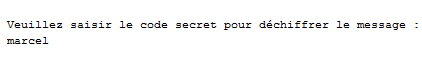 Veuillez saisir le code secret pour déchiffrer le message :
marcel